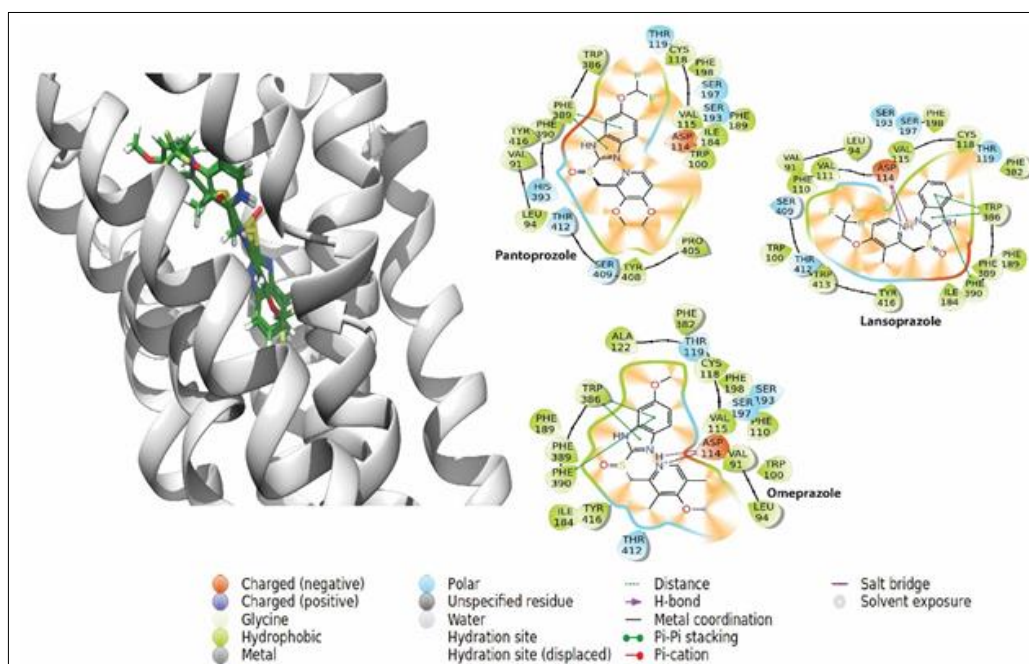 THR
119
TRP
386
CYS
118
PHE
198
SER
197
PHE
389
VAL
115
SER
193
PHE
189
TYR
416
PHE
390
ASP
114
ILE
184
VAL
91
HN
N
TRP
100
O
S
N
HIS
393
O
O
LEU
94
THR
412
PRO
405
SER
409
TYR
408
Pantoprozole
SER
193
SER
197
PHE
198
LEU
94
VAL
115
CYS
118
THR
119
VAL
91
VAL
111
ASP
114
PHE
382
PHE
110
SER
409
TRP
386
TRP
100
THR
412
TRP
413
TYR
416
ILE
184
PHE
389
PHE
390
PHE
189
Lansoprazole
PHE
382
ALA
122
THR
119
CYS
118
TRP
386
O
PHE
198
SER
193
SER
197
PHE
189
VAL
115
PHE
110
HN
N
H
ASP
114
VAL
91
TRP
100
PHE
389
O
S
N+
PHE
390
Omeprazole
LEU
94
ILE
184
TYR
416
O
THR
412
Charged (negative)
Charged (positive)
Glycine
Hydrophobic
Metal
Polar
Unspecified residue
Water
Hydration site
Hydration site (displaced)
Distance
H-bond
Metal coordination
Pi-Pi stacking
Pi-cation
Salt bridge
Solvent exposure